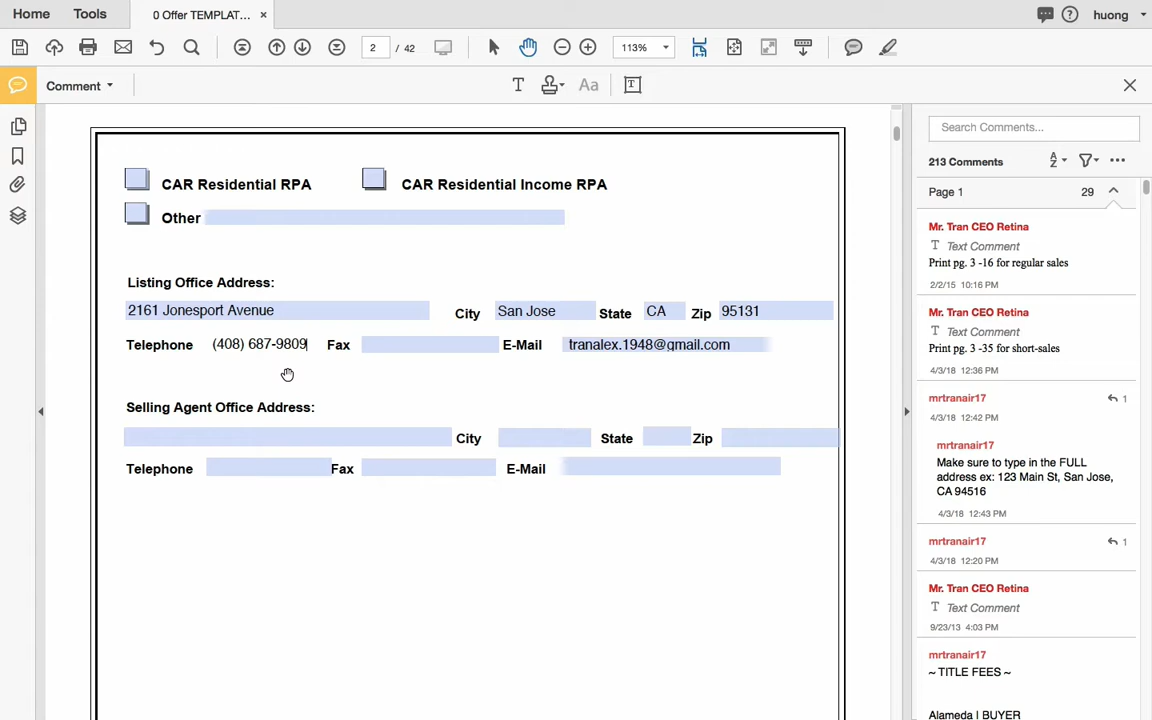 Home Tools 0 Offer TEMPLAT... × huong
2 / 42 113%
Comment T Aa T
CAR Residential RPA CAR Residential Income RPA
Other
Listing Office Address:
2161 Jonesport Avenue City San Jose State CA Zip 95131
Telephone (408) 687-9809 Fax E-Mail tranalex.1948@gmail.com
Selling Agent Office Address:
City State Zip
Telephone Fax E-Mail
Search Comments...
213 Comments
Page 1 29
Mr. Tran CEO Retina
T Text Comment
Print pg. 3 -16 for regular sales
2/2/15 10:16 PM
Mr. Tran CEO Retina
T Text Comment
Print pg. 3 -35 for short-sales
4/3/18 12:36 PM
mrtranair17 1
4/3/18 12:42 PM
mrtranair17
Make sure to type in the FULL
address ex: 123 Main St, San Jose,
CA 94516
4/3/18 12:43 PM
mrtranair17 1
4/3/18 12:20 PM
Mr. Tran CEO Retina
T Text Comment
9/23/13 4:03 PM
mrtranair17
~ TITLE FEES ~
Alameda | BUYER